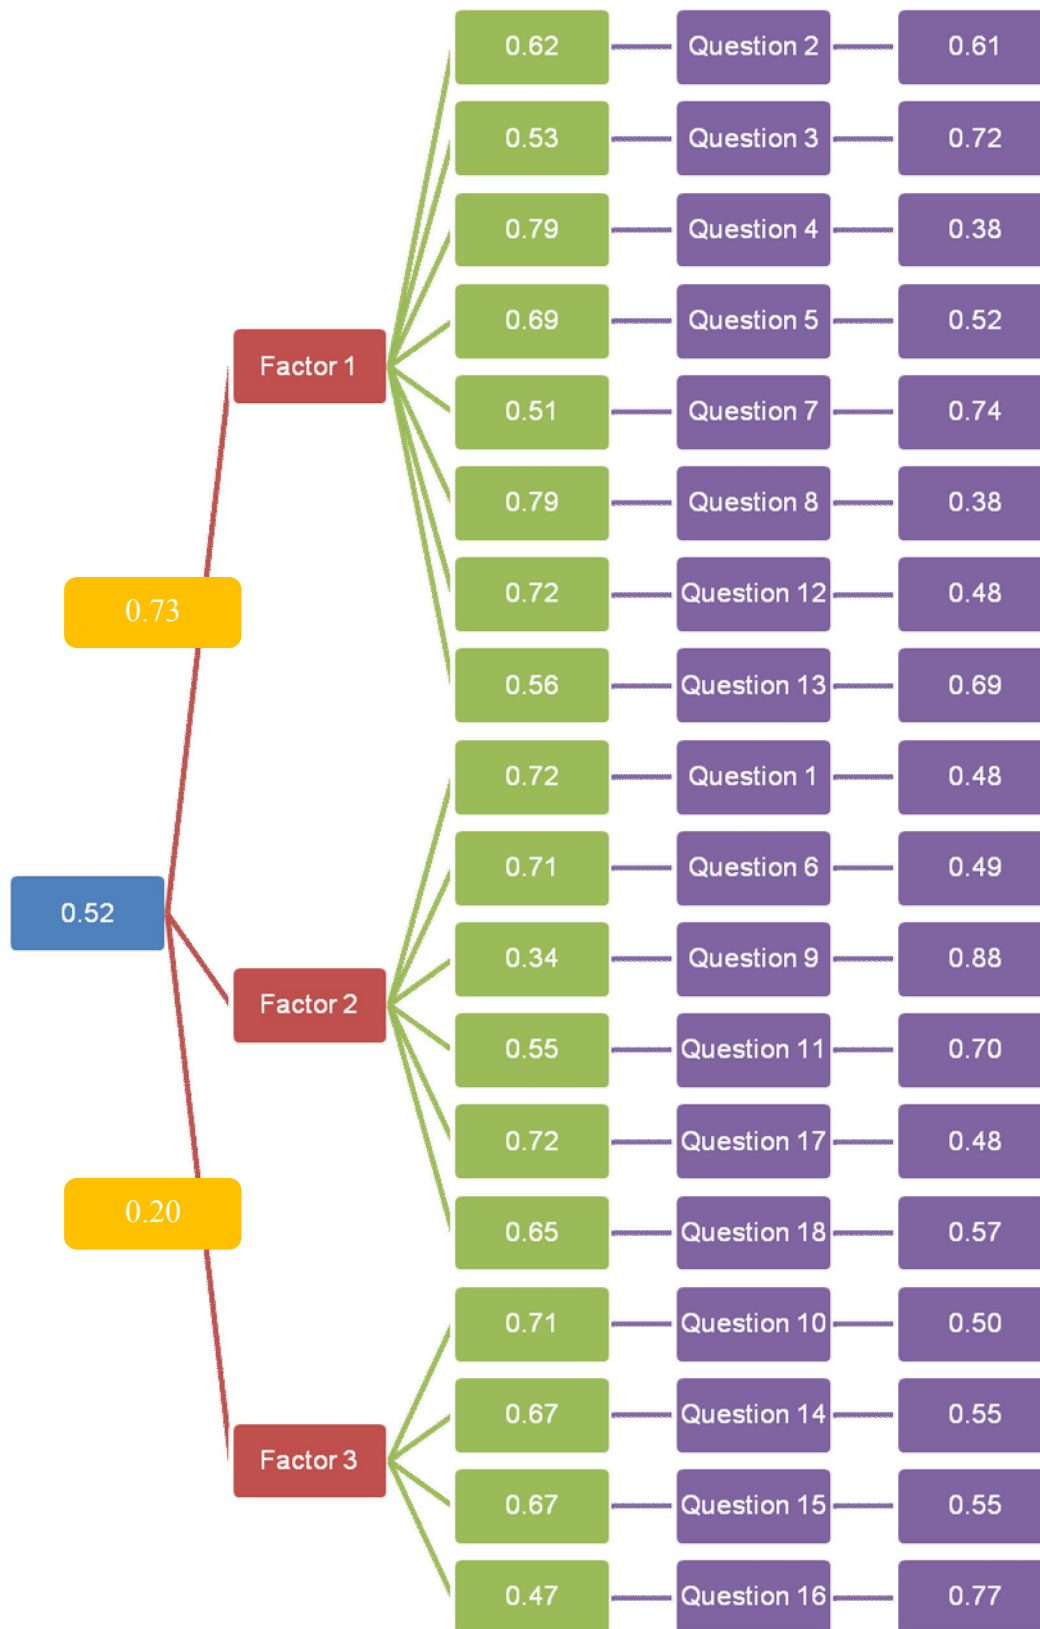 0.62 Question 2 0.61
0.53 Question 3 0.72
0.79 Question 4 0.38
0.69 Question 5 0.52
Factor 1
0.51 Question 7 0.74
0.79 Question 8 0.38
0.72 Question 12 0.48
0.73
0.56 Question 13 0.69
0.72 Question 1 0.48
0.71 Question 6 0.49
0.52
0.34 Question 9 0.88
Factor 2
0.55 Question 11 0.70
0.72 Question 17 0.48
0.20
0.65 Question 18 0.57
0.71 Question 10 0.50
0.67 Question 14 0.55
Factor 3
0.67 Question 15 0.55
0.47 Question 16 0.77